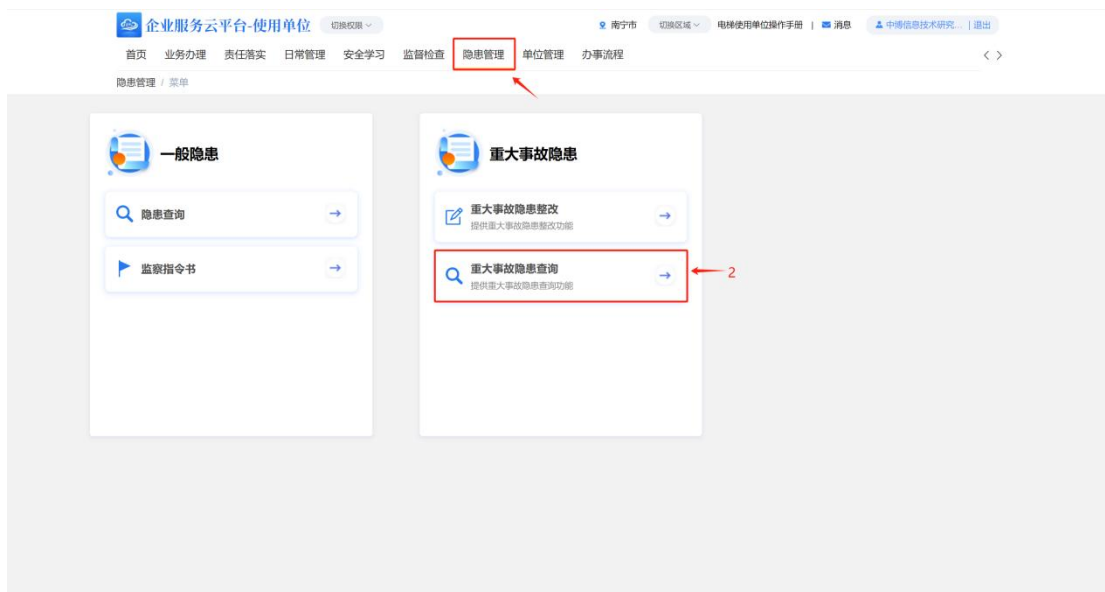 企业服务云平台-使用单位 切换权限 南宁市 切换区域 电梯使用单位操作手册 | 消息 中博信息技术研究... | 退出
首页 业务办理 责任落实 日常管理 安全学习 监督检查 隐患管理 单位管理 办事流程
隐患管理 / 菜单
一般隐患
隐患查询
监察指令书
重大事故隐患
重大事故隐患整改
提供重大事故隐患整改功能
重大事故隐患查询
提供重大事故隐患查询功能
2